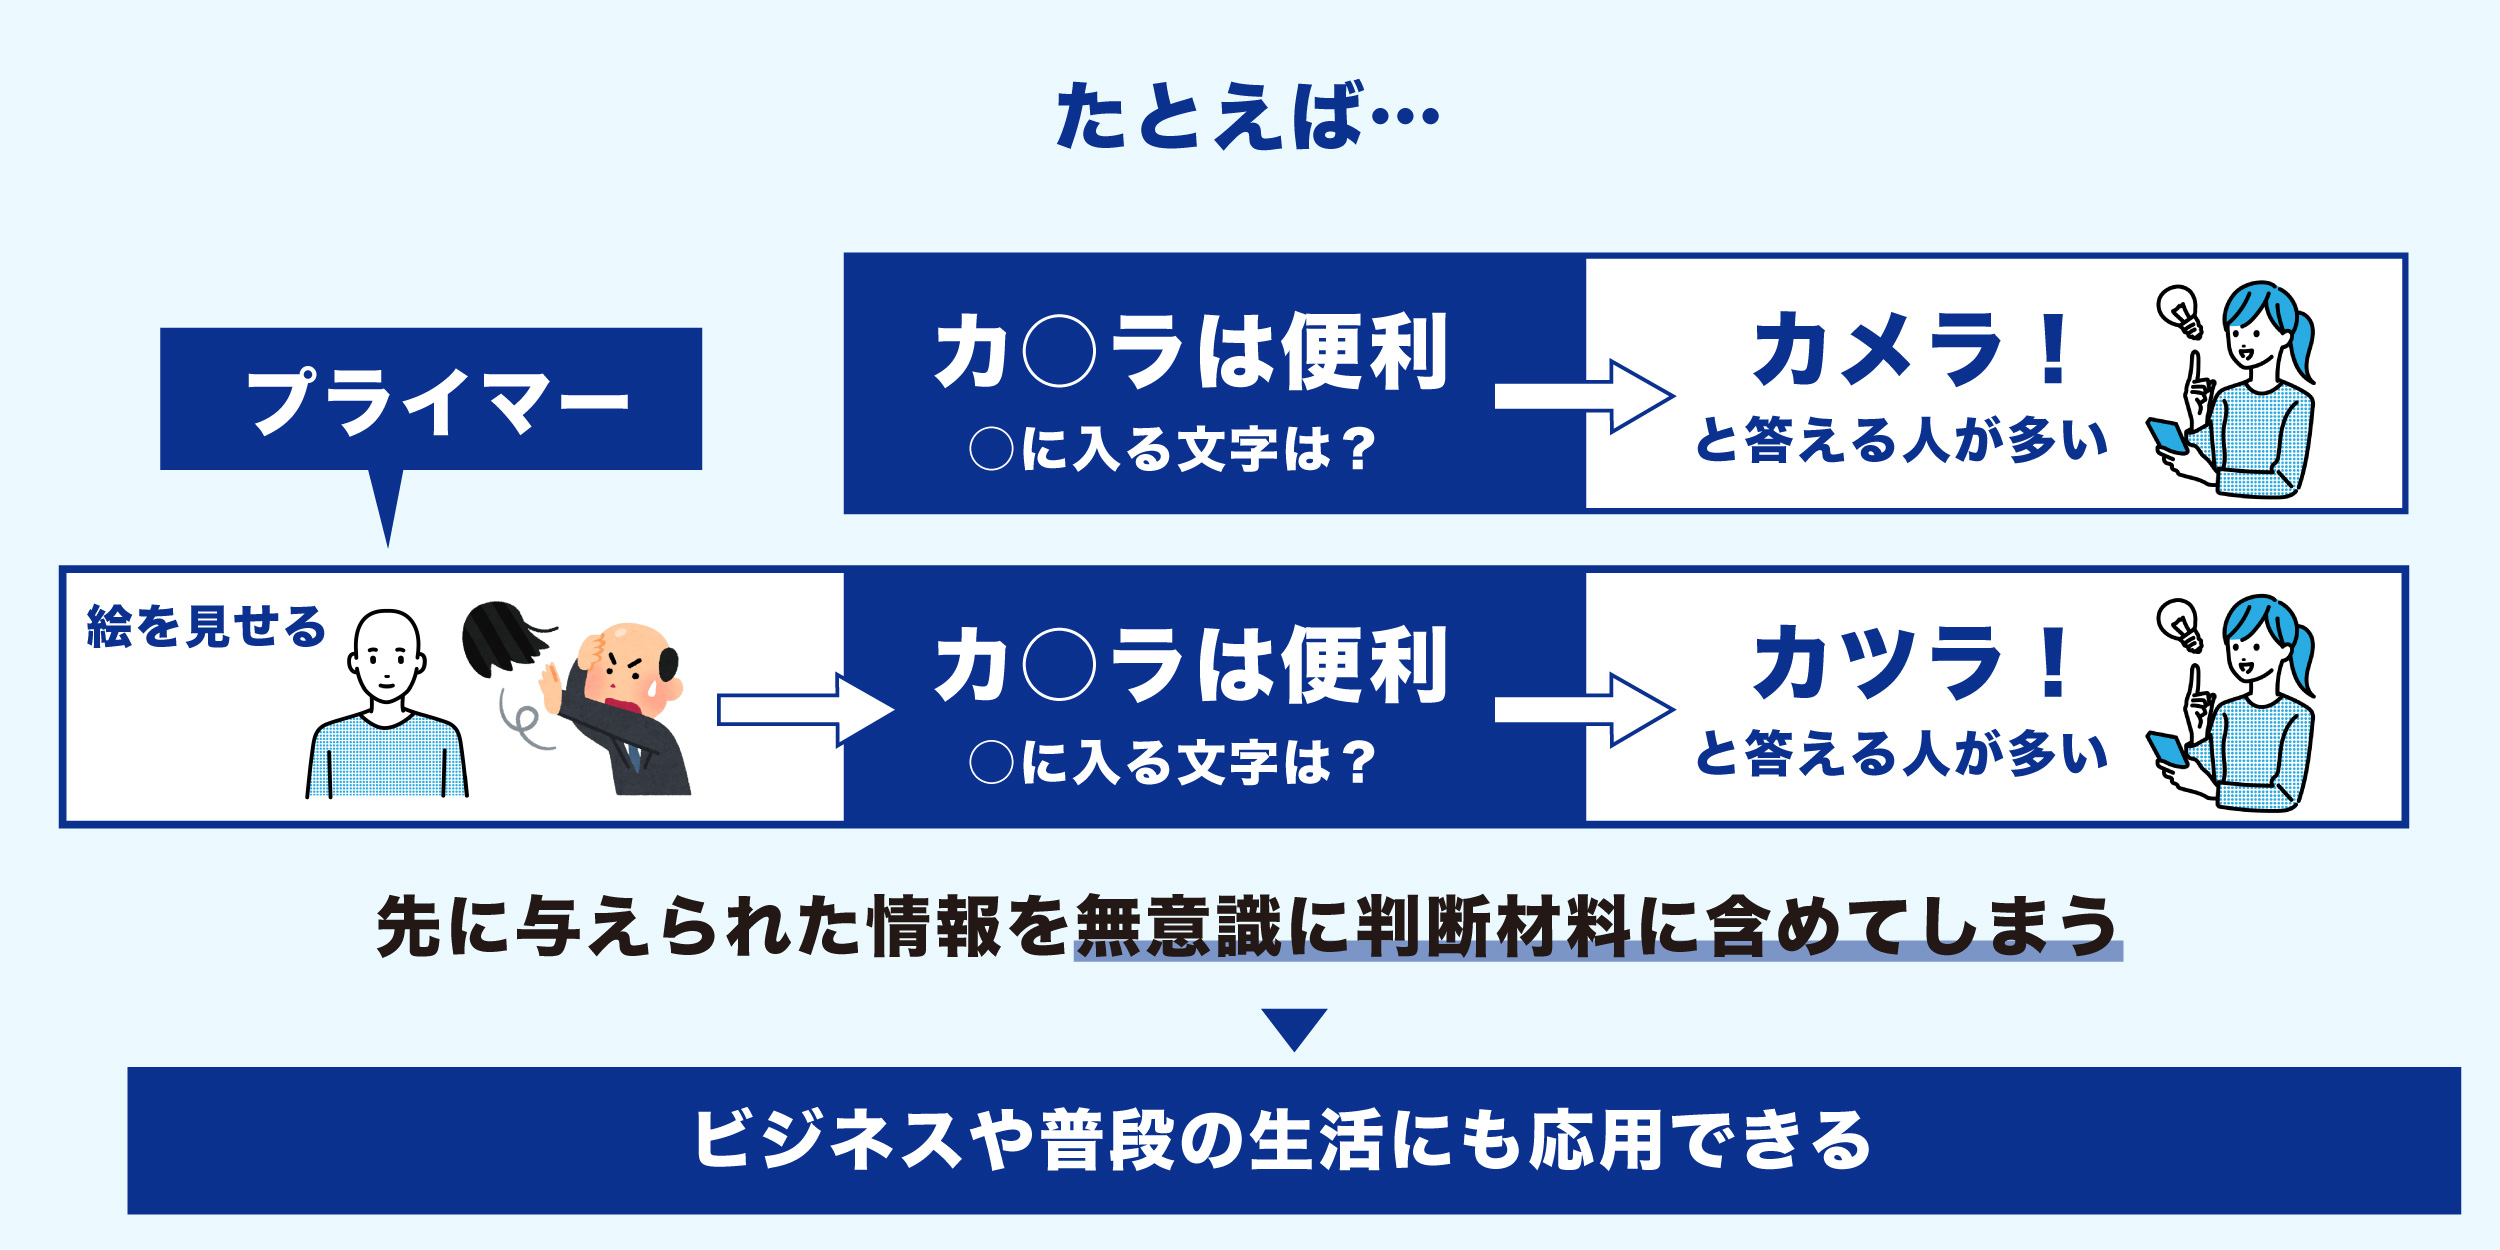 たとえば…
カ○ラは便利
○に入る文字は？
カメラ！
と答える人が多い
プライマー
絵を見せる
カ○ラは便利
○に入る文字は？
カツラ！
と答える人が多い
先に与えられた情報を無意識に判断材料に含めてしまう
ビジネスや普段の生活にも応用できる